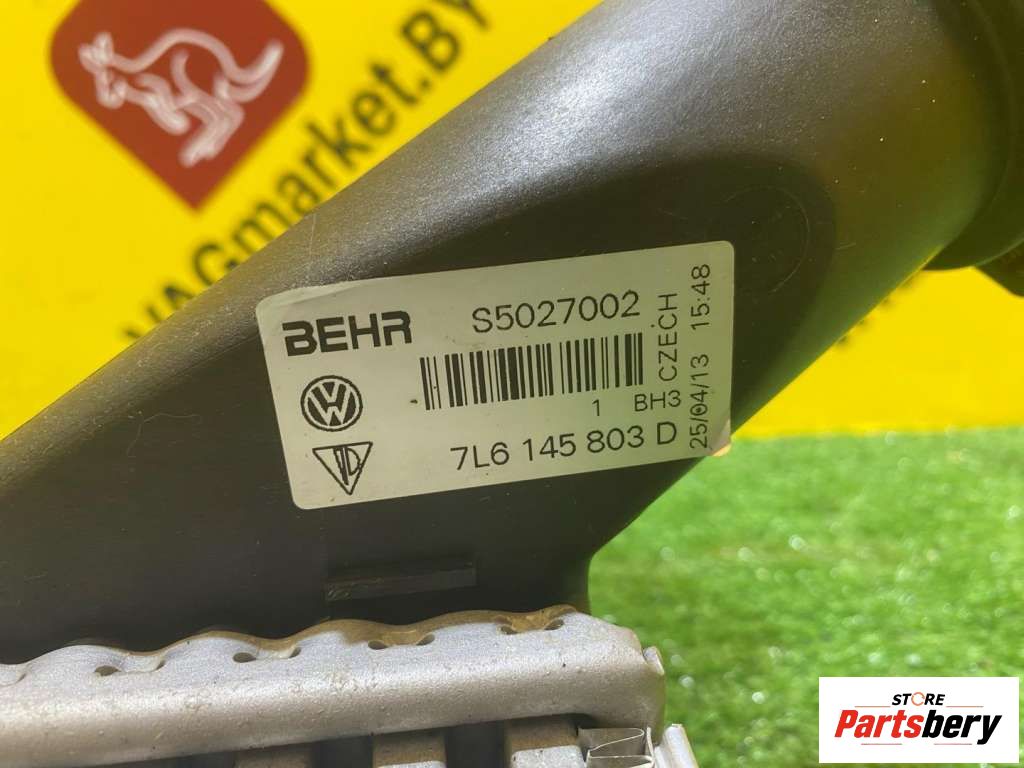 VAGmarket.BY
BEHR S5027002
1 BH3 CZECH
7L6 145 803 D
25/04/13 15:48
STORE
Partsbery